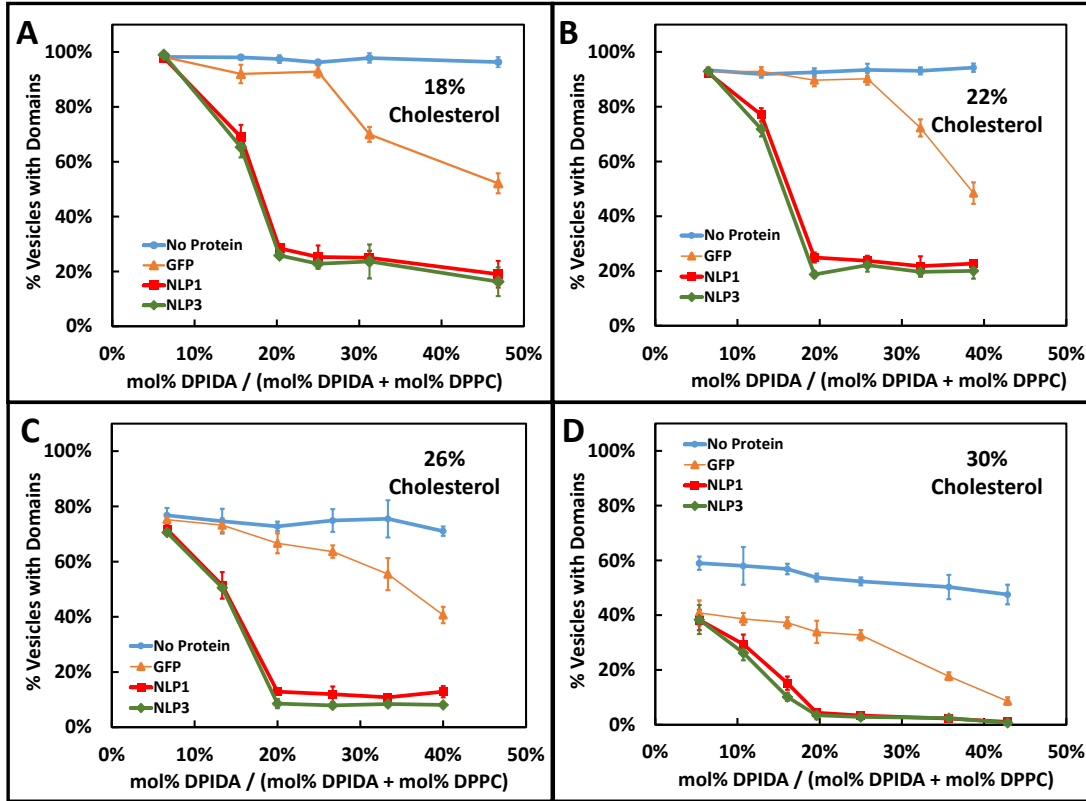 A
18%
Cholesterol
% Vesicles with Domains
100%
80%
60%
40%
20%
0%
No Protein
GFP
NLP1
NLP3
0% 10% 20% 30% 40% 50%
mol% DPIDA / (mol% DPIDA + mol% DPPC)
B
22%
Cholesterol
% Vesicles with Domains
100%
80%
60%
40%
20%
0%
No Protein
GFP
NLP1
NLP3
0% 10% 20% 30% 40% 50%
mol% DPIDA / (mol% DPIDA + mol% DPPC)
C
26%
Cholesterol
% Vesicles with Domains
100%
80%
60%
40%
20%
0%
No Protein
GFP
NLP1
NLP3
0% 10% 20% 30% 40% 50%
mol% DPIDA / (mol% DPIDA + mol% DPPC)
D
No Protein
GFP
NLP1
NLP3
30%
Cholesterol
% Vesicles with Domains
100%
80%
60%
40%
20%
0%
0% 10% 20% 30% 40% 50%
mol% DPIDA / (mol% DPIDA + mol% DPPC)